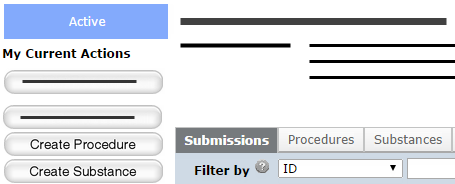 Active
My Current Actions
Create Procedure
Create Substance
Submissions Procedures Substances
Filter by ? ID